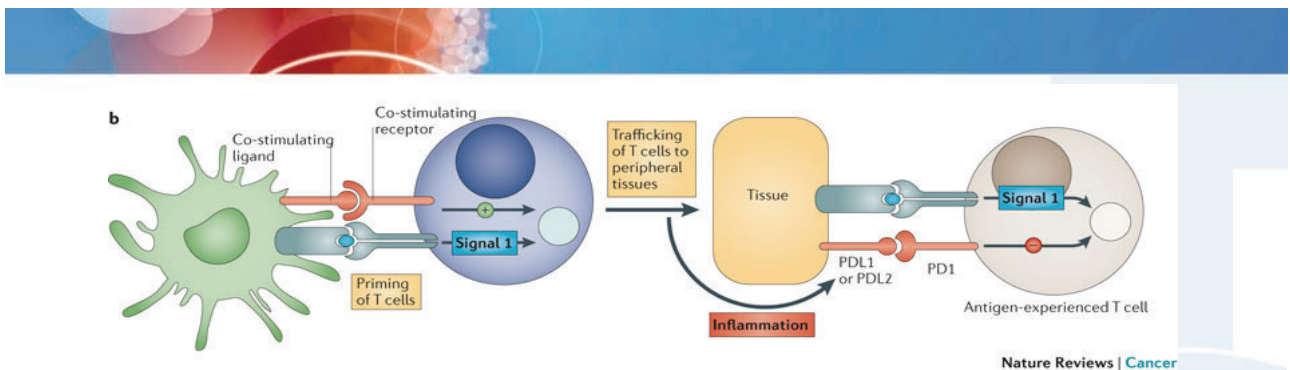 b
Co-stimulating
ligand
Co-stimulating
receptor
+
Signal 1
Priming
of T cells
Trafficking
of T cells to
peripheral
tissues
Inflammation
Tissue
PDL1
or PDL2
PD1
Signal 1
–
Antigen-experienced T cell
Nature Reviews | Cancer